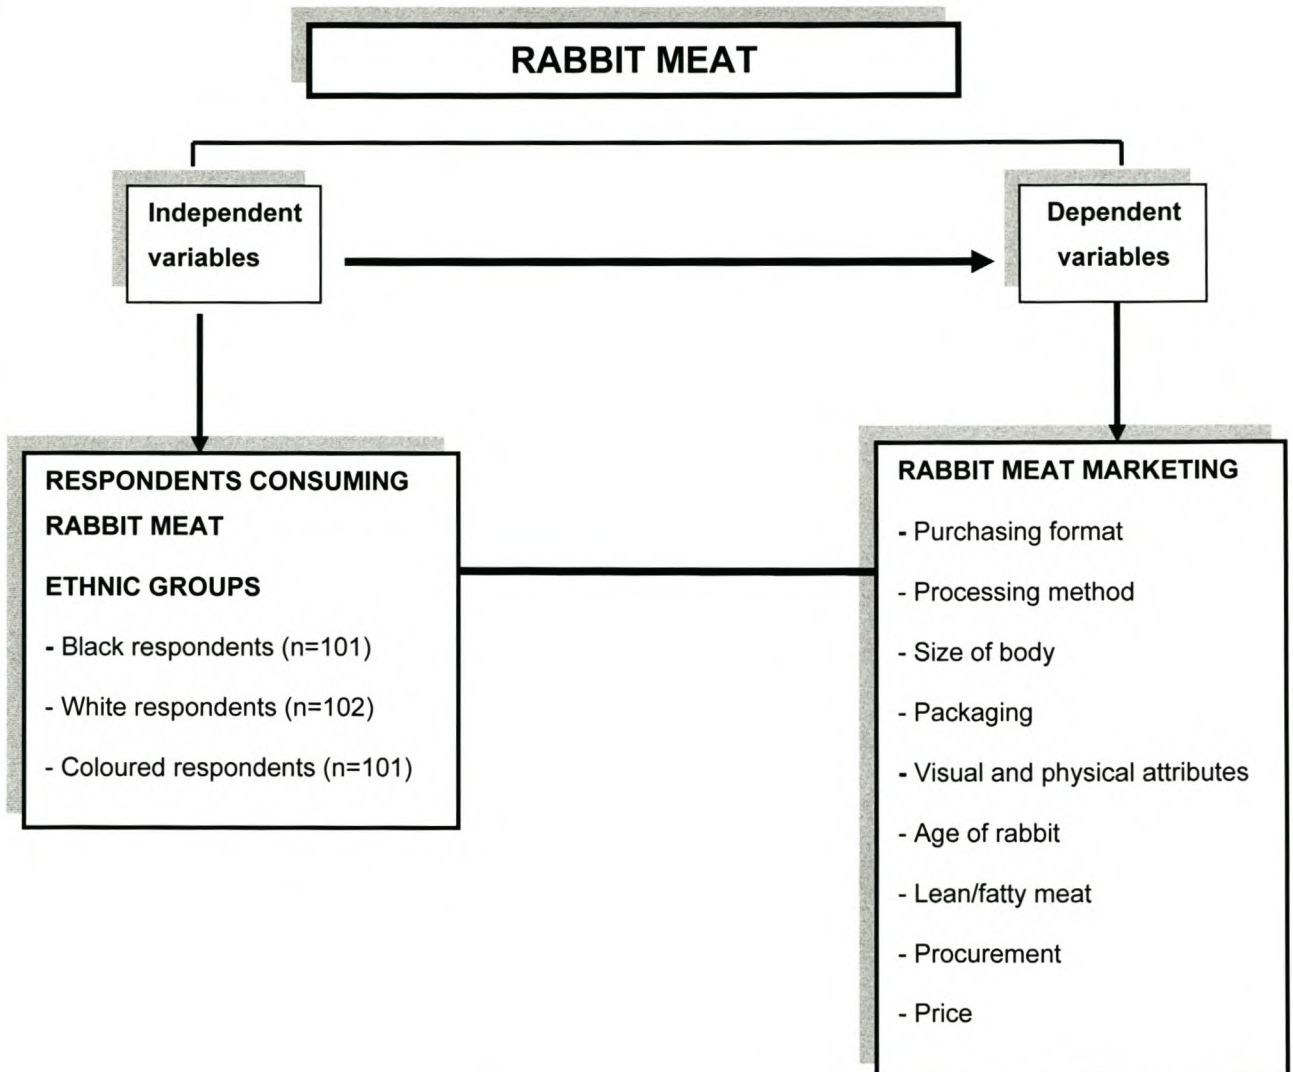 RABBIT MEAT
Independent
variables
Dependent
variables
RESPONDENTS CONSUMING
RABBIT MEAT
ETHNIC GROUPS
- Black respondents (n=101)
- White respondents (n=102)
- Coloured respondents (n=101)
RABBIT MEAT MARKETING
- Purchasing format
- Processing method
- Size of body
- Packaging
- Visual and physical attributes
- Age of rabbit
- Lean/fatty meat
- Procurement
- Price